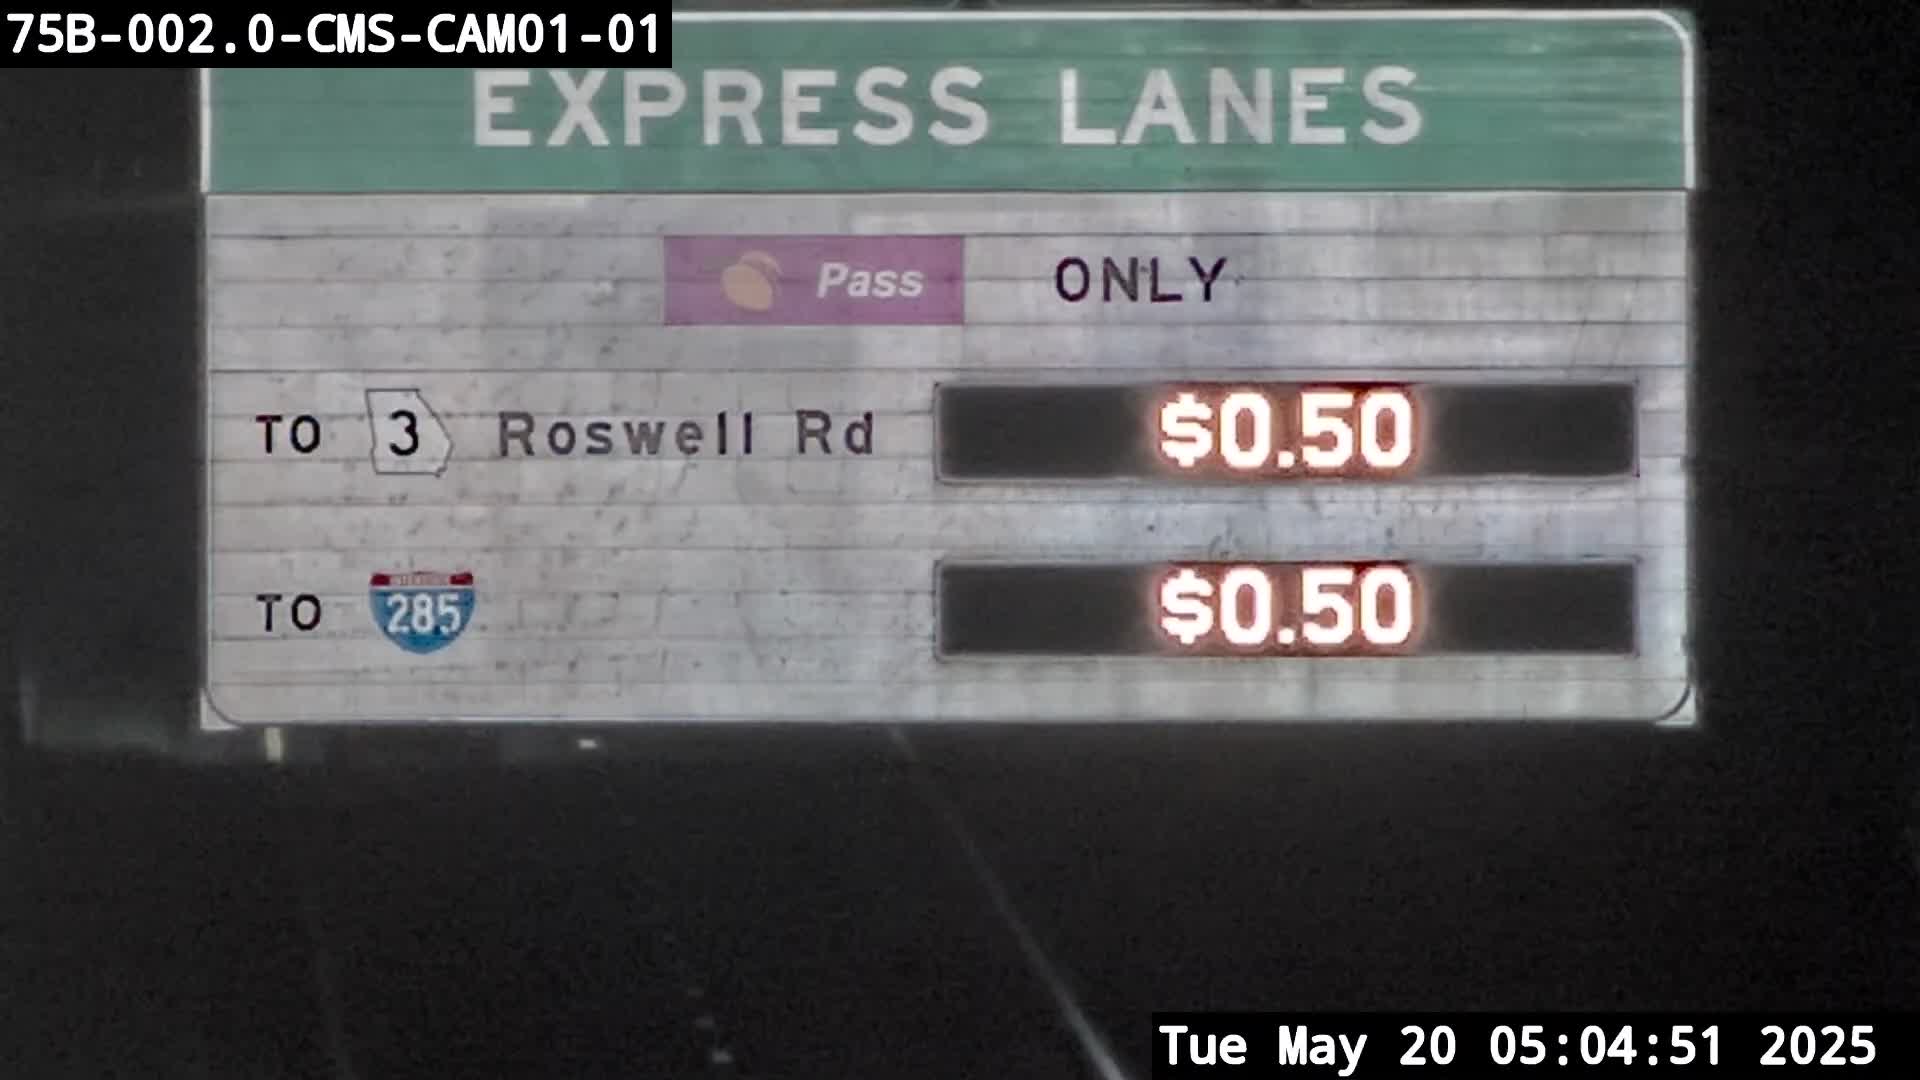 75B-002.0-CMS-CAM01-01
EXPRESS LANES
Pass ONLY
TO 3 Roswell Rd $0.50
TO 285 $0.50
Tue May 20 05:04:51 2025